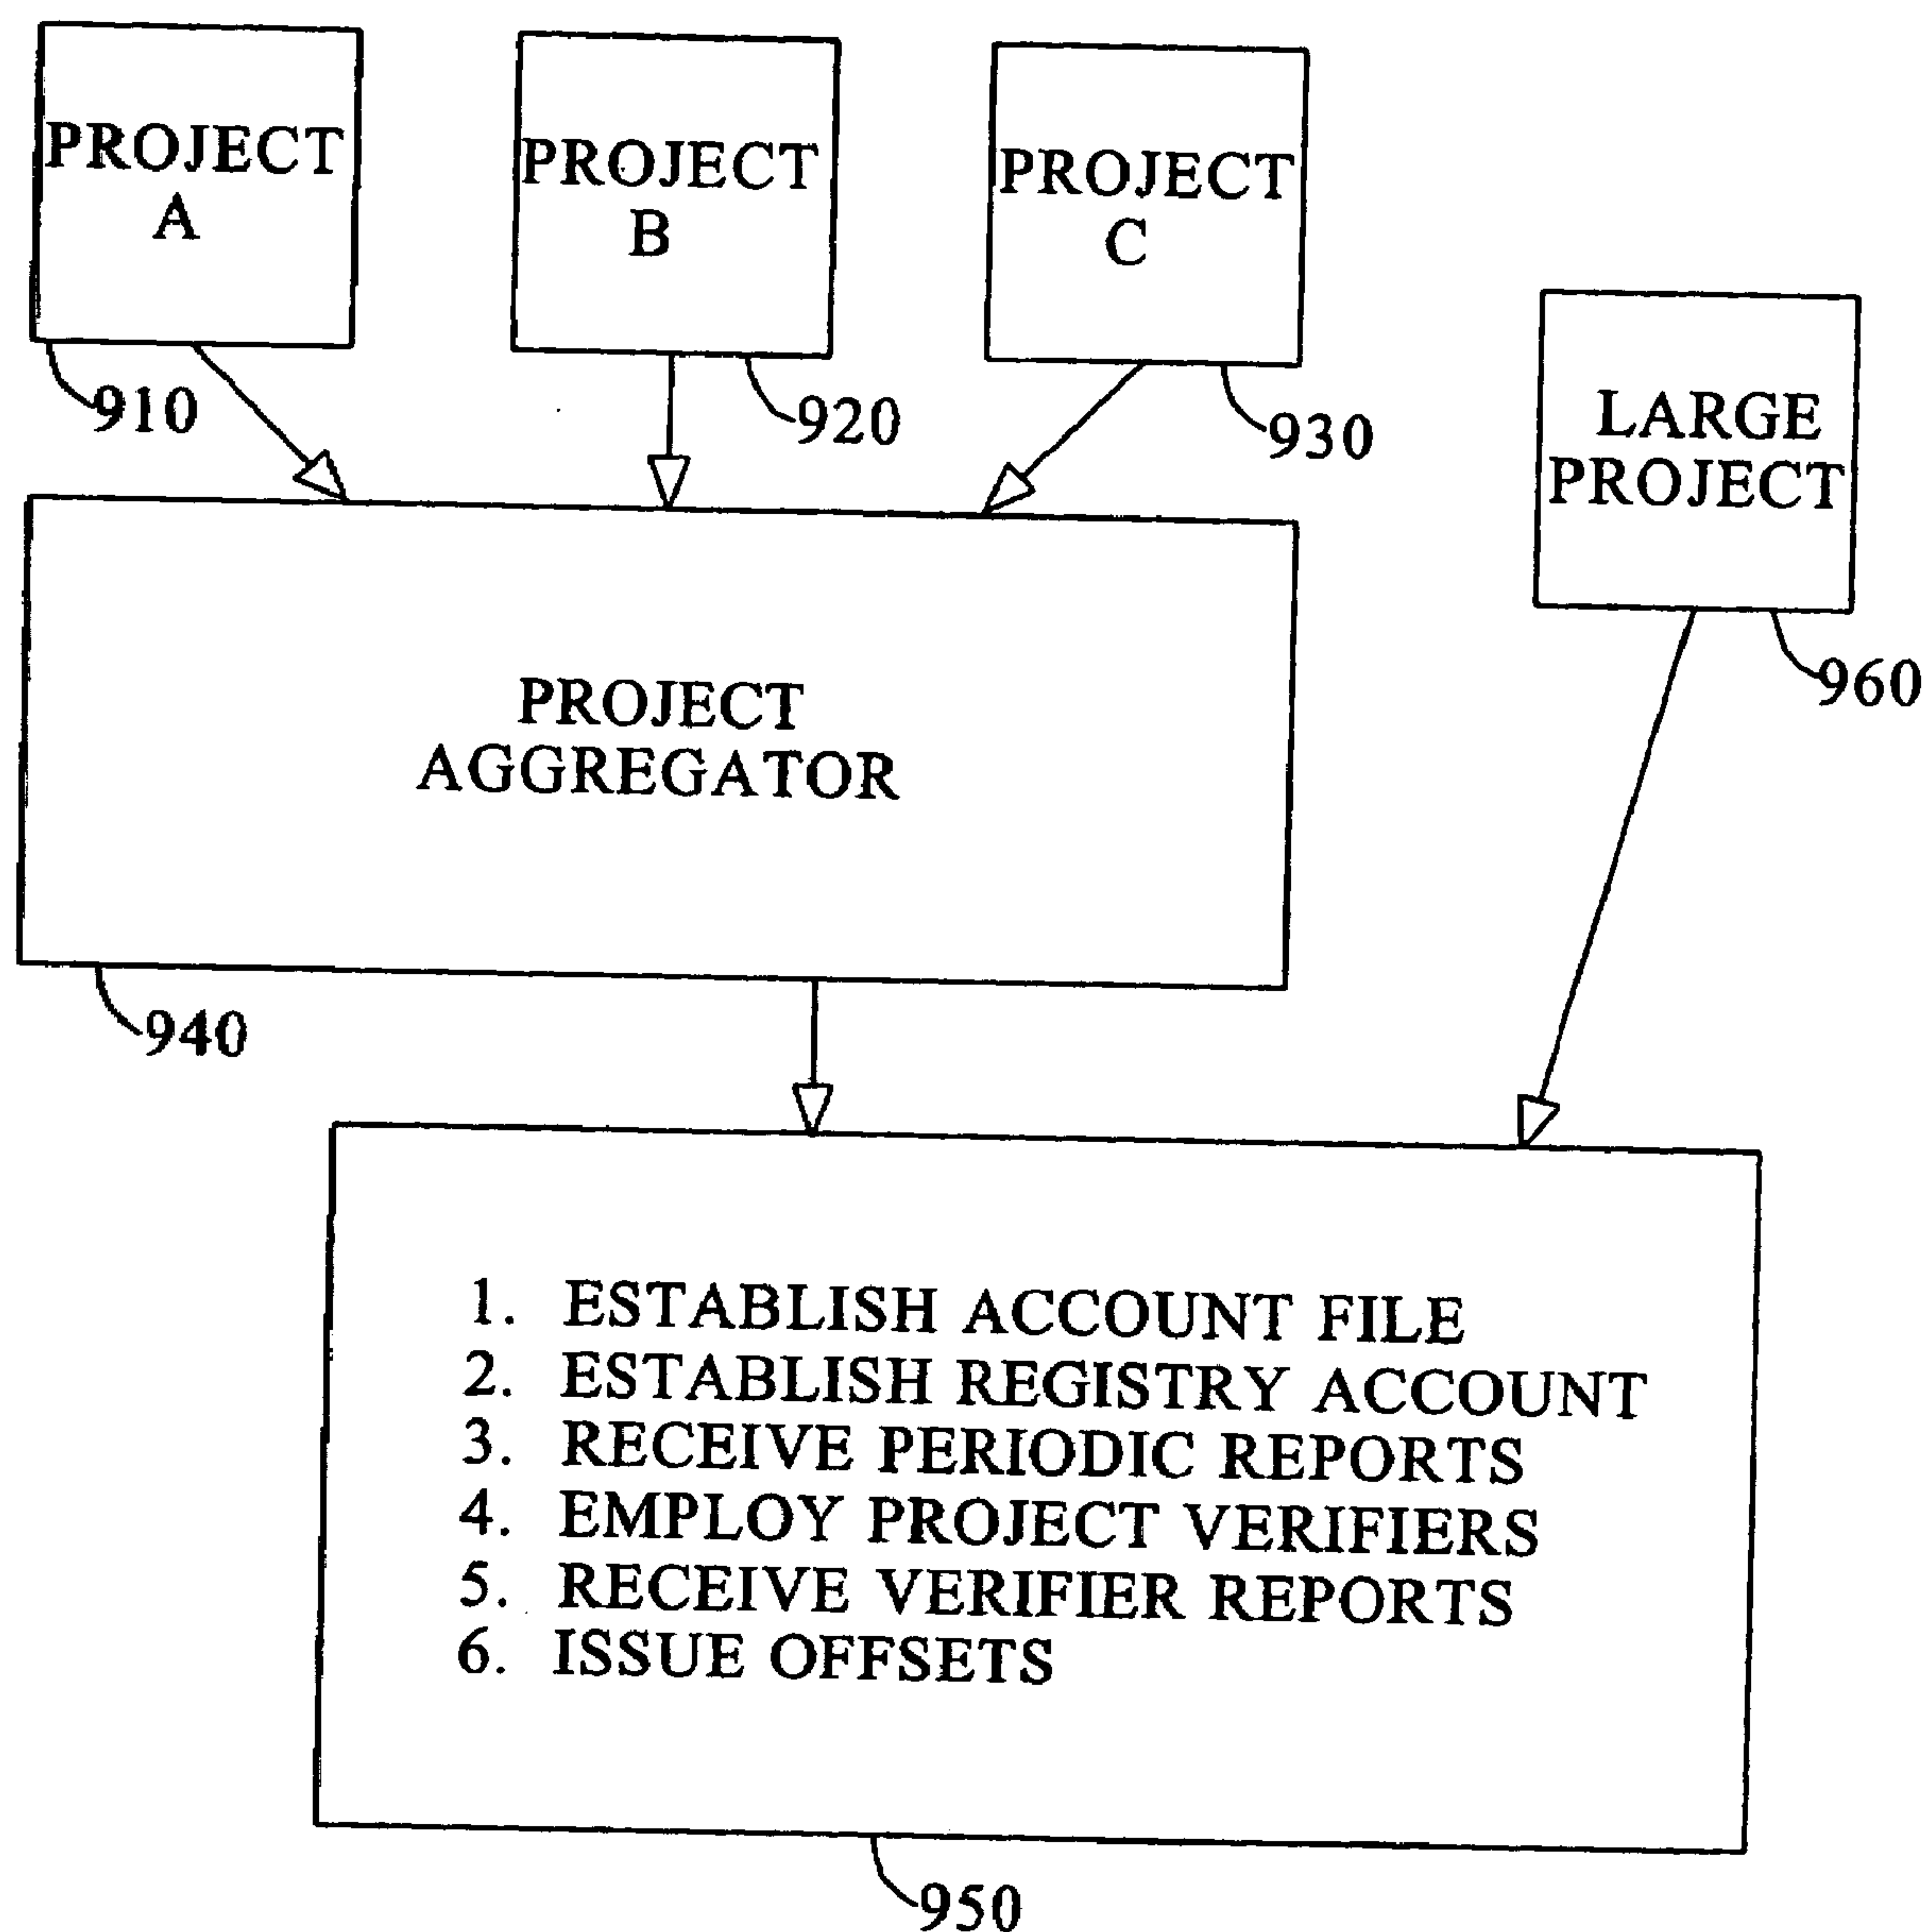 PROJECT
A
PROJECT
B
PROJECT
C
910
920
930
LARGE
PROJECT
960
PROJECT
AGGREGATOR
940
1. ESTABLISH ACCOUNT FILE
2. ESTABLISH REGISTRY ACCOUNT
3. RECEIVE PERIODIC REPORTS
4. EMPLOY PROJECT VERIFIERS
5. RECEIVE VERIFIER REPORTS
6. ISSUE OFFSETS
950